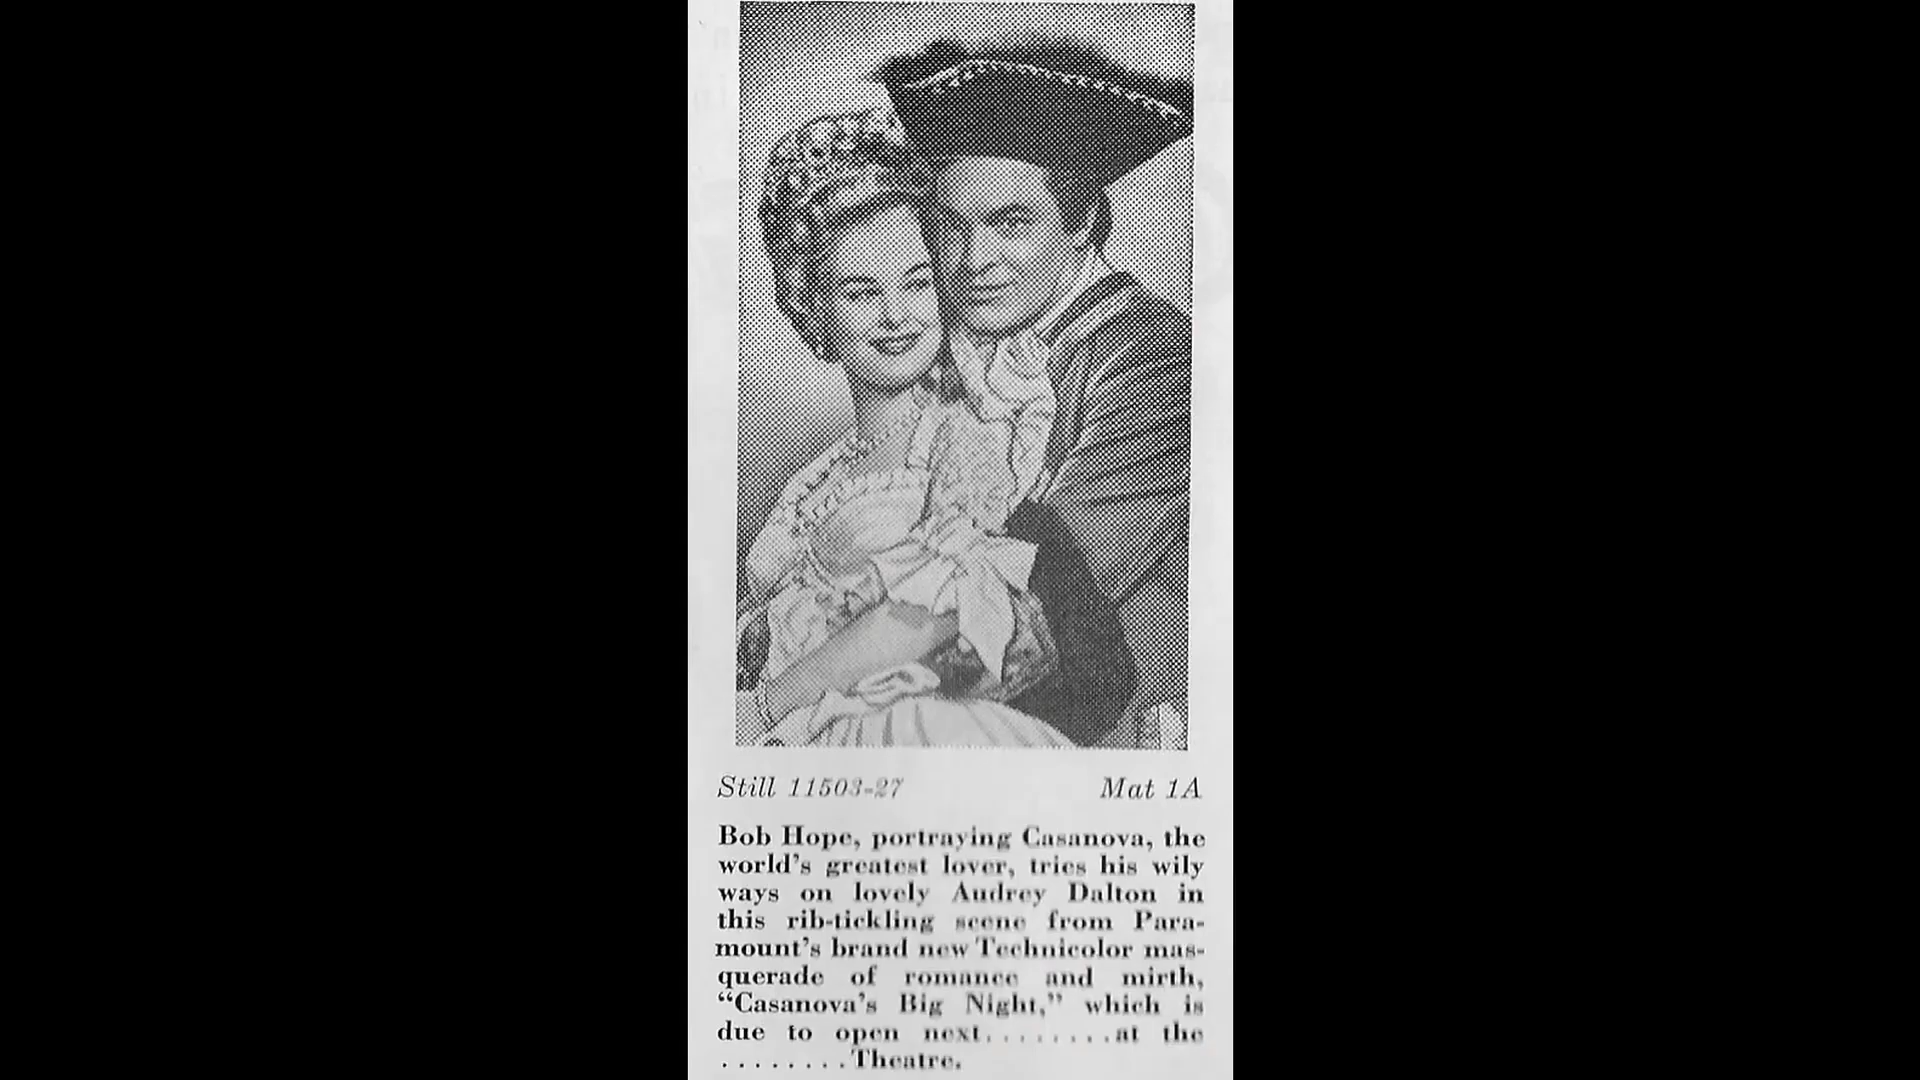 Still 11503-27 Mat 1A
Bob Hope, portraying Casanova, the
world's greatest lover, tries his wily
ways on lovely Audrey Dalton in
this rib-tickling scene from Para-
mount's brand new Technicolor mas-
querade of romance and mirth,
“Casanova's Big Night,” which is
due to open next........at the
........Theatre.